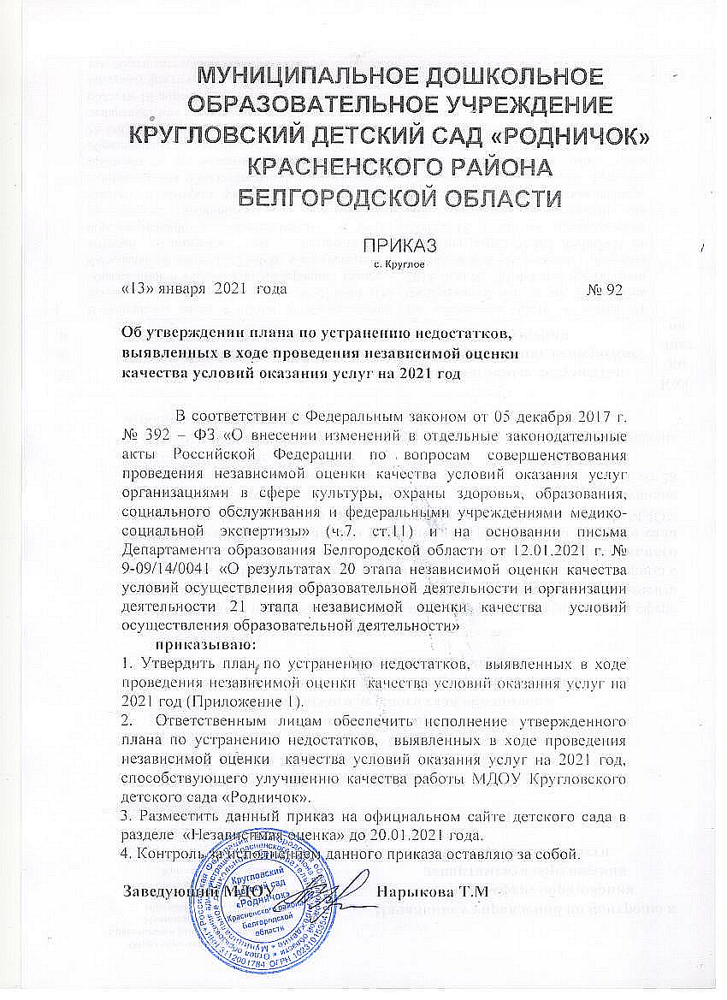 МУНИЦИПАЛЬНОЕ ДОШКОЛЬНОЕ
ОБРАЗОВАТЕЛЬНОЕ УЧРЕЖДЕНИЕ
КРУГЛОВСКИЙ ДЕТСКИЙ САД «РОДНИЧОК»
КРАСНЕНСКОГО РАЙОНА
БЕЛГОРОДСКОЙ ОБЛАСТИ
ПРИКАЗ
с. Круглое
«13» января 2021 года № 92
Об утверждении плана по устранению недостатков,
выявленных в ходе проведения независимой оценки
качества условий оказания услуг на 2021 год
В соответствии с Федеральным законом от 05 декабря 2017 г.
№ 392 – ФЗ «О внесении изменений в отдельные законодательные
акты Российской Федерации по вопросам совершенствования
проведения независимой оценки качества условий оказания услуг
организациями в сфере культуры, охраны здоровья, образования,
социального обслуживания и федеральными учреждениями медико-
социальной экспертизы» (ч.7. ст.11) и на основании письма
Департамента образования Белгородской области от 12.01.2021 г. №
9-09/14/0041 «О результатах 20 этапа независимой оценки качества
условий осуществления образовательной деятельности и организации
деятельности 21 этапа независимой оценки качества условий
осуществления образовательной деятельности»
приказываю:
1. Утвердить план по устранению недостатков, выявленных в ходе
проведения независимой оценки качества условий оказания услуг на
2021 год (Приложение 1).
2. Ответственным лицам обеспечить исполнение утвержденного
плана по устранению недостатков, выявленных в ходе проведения
независимой оценки качества условий оказания услуг на 2021 год,
способствующего улучшению качества работы МДОУ Кругловского
детского сада «Родничок».
3. Разместить данный приказ на официальном сайте детского сада в
разделе «Независимая оценка» до 20.01.2021 года.
4. Контроль за исполнением данного приказа оставляю за собой.
Заведующий МДОУ Нарыкова Т.М
Кругловский
детский сад
«Родничок»
Красненского района
Белгородской
области